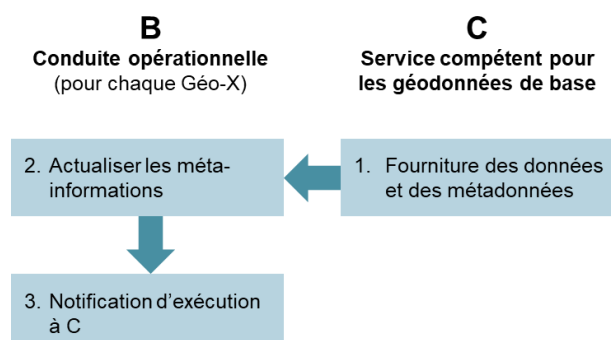 B
Conduite opérationnelle
(pour chaque Géo-X)
C
Service compétent pour
les géodonnées de base
1. Fourniture des données
et des métadonnées
2. Actualiser les méta-
informations
3. Notification d'exécution
à C